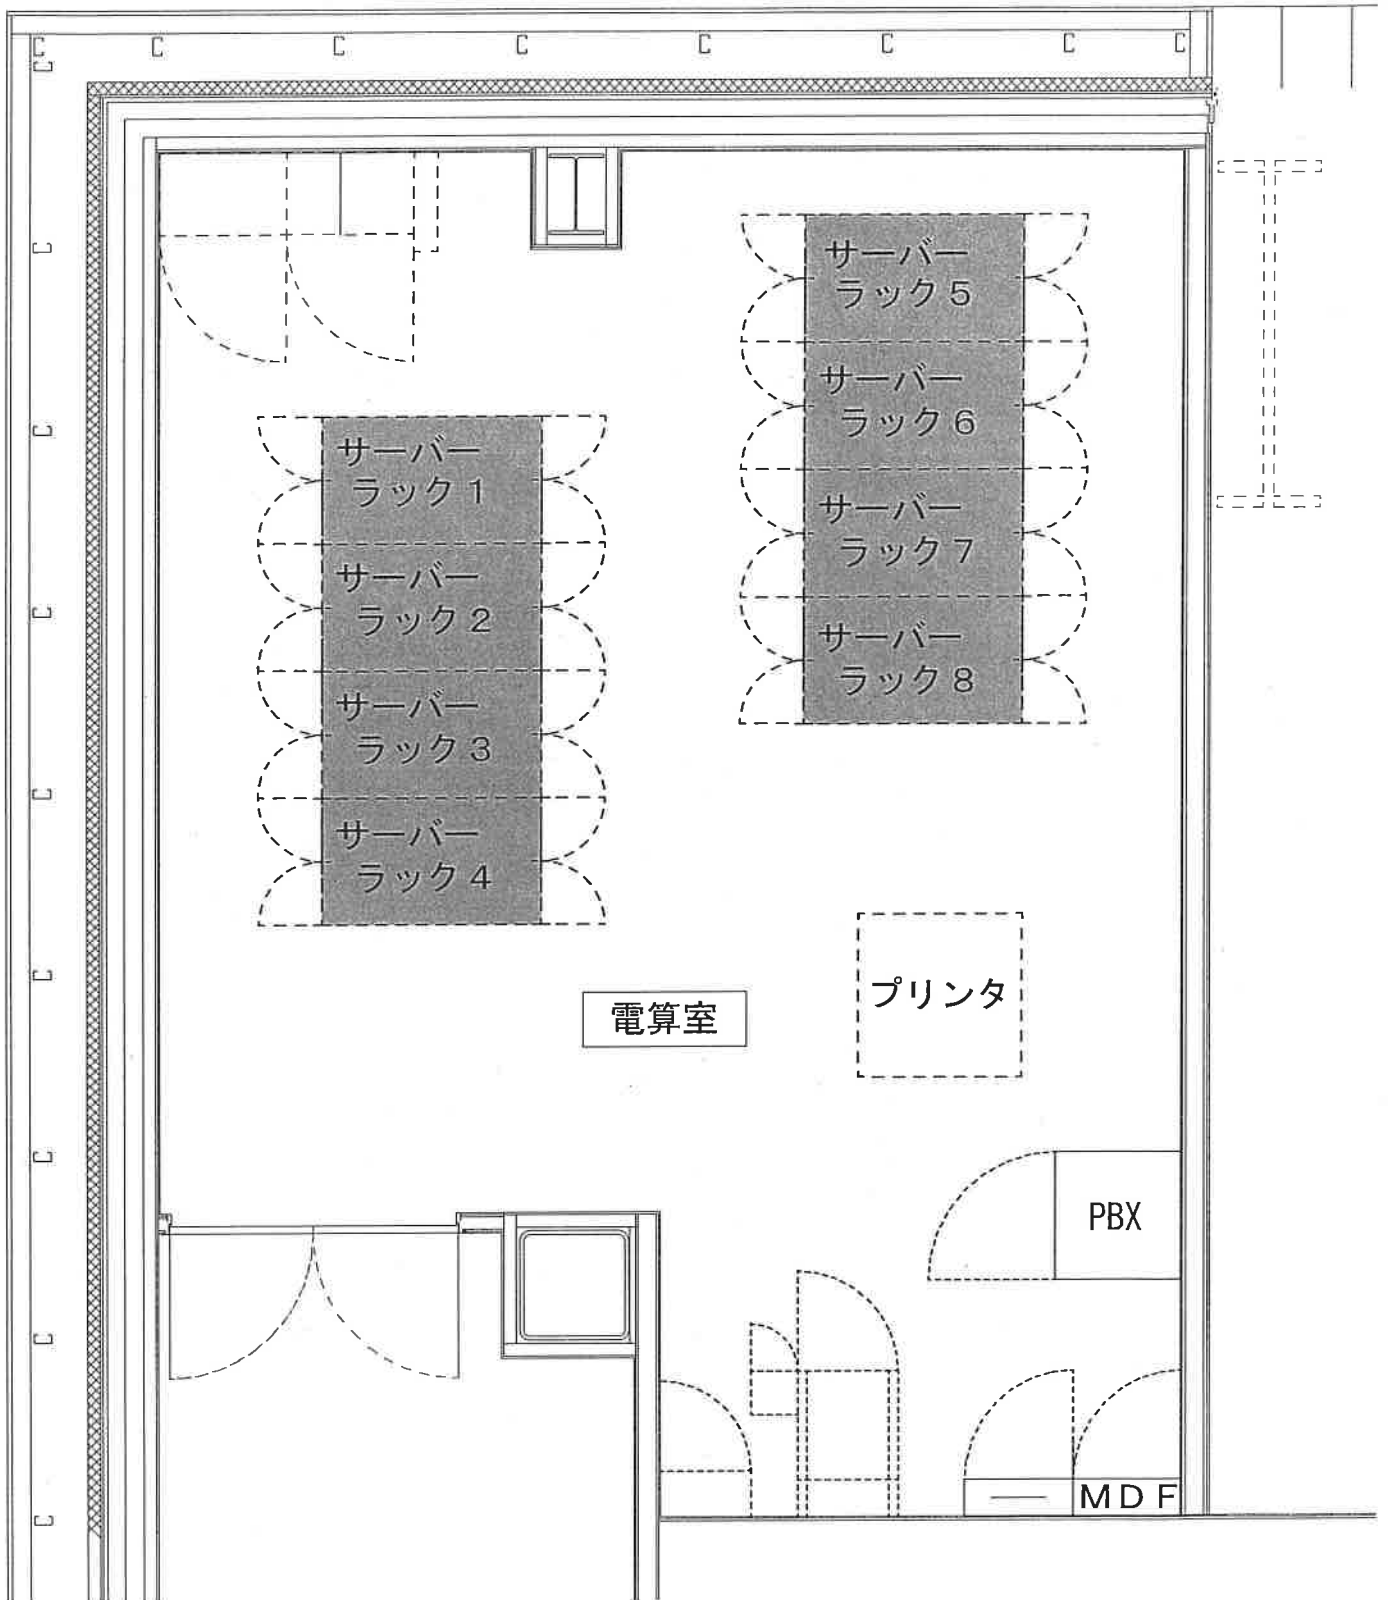 サーバー
ラック5
サーバー
ラック6
サーバー
ラック7
サーバー
ラック8
サーバー
ラック1
サーバー
ラック2
サーバー
ラック3
サーバー
ラック4
プリンタ
電算室
PBX
MDF